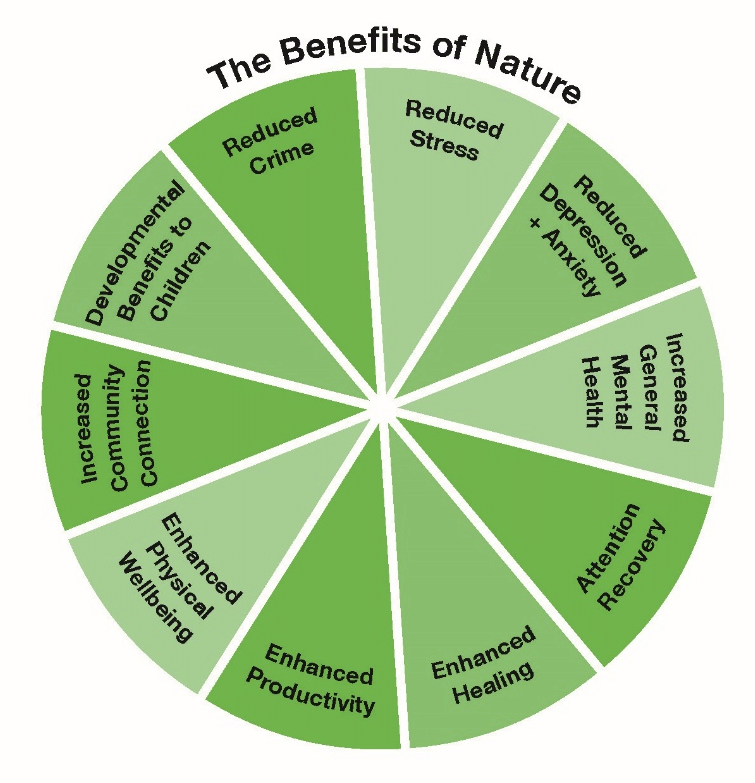 The Benefits of Nature
Reduced
Stress
Reduced
Depression
+ Anxiety
Increased
General
Mental
Health
Attention
Recovery
Enhanced
Healing
Enhanced
Productivity
Enhanced
Physical
Wellbeing
Increased
Community
Connection
Developmental
Benefits to
Children
Reduced
Crime